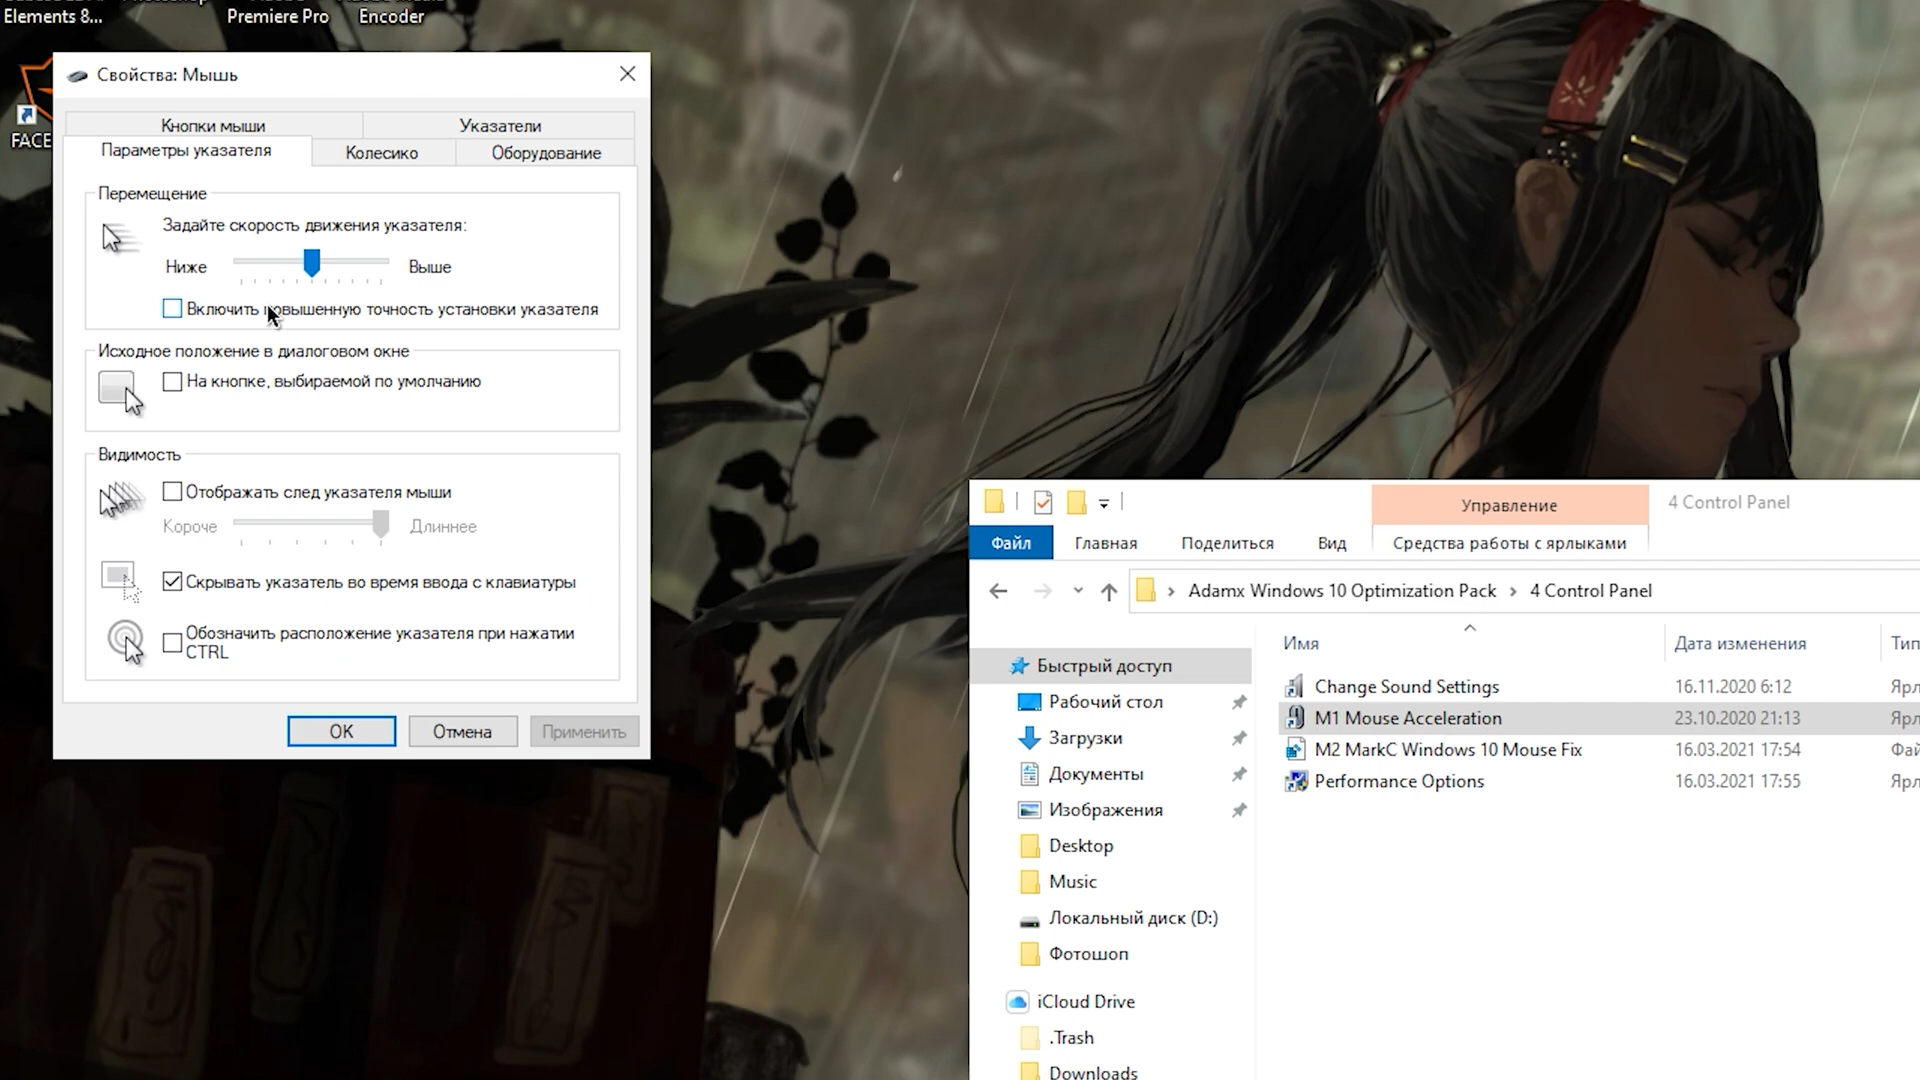 Elements 8...
Premiere Pro
Encoder
FACE
Свойства: Мышь
Кнопки мыши
Указатели
Параметры указателя
Колесико
Оборудование
Перемещение
Задайте скорость движения указателя:
Ниже
Выше
Включить повышенную точность установки указателя
Исходное положение в диалоговом окне
На кнопке, выбираемой по умолчанию
Видимость
Отображать след указателя мыши
Короче
Длиннее
Скрывать указатель во время ввода с клавиатуры
Обозначить расположение указателя при нажатии
CTRL
OK
Отмена
Применить
Управление
4 Control Panel
Файл
Главная
Поделиться
Вид
Средства работы с ярлыками
Adamx Windows 10 Optimization Pack
4 Control Panel
Имя
Дата изменения
Тип
Быстрый доступ
Рабочий стол
Загрузки
Документы
Изображения
Desktop
Music
Локальный диск (D:)
Фотошоп
iCloud Drive
.Trash
Downloads
Change Sound Settings
16.11.2020 6:12
Ярл
M1 Mouse Acceleration
23.10.2020 21:13
Ярл
M2 MarkC Windows 10 Mouse Fix
16.03.2021 17:54
Фай
Performance Options
16.03.2021 17:55
Ярл